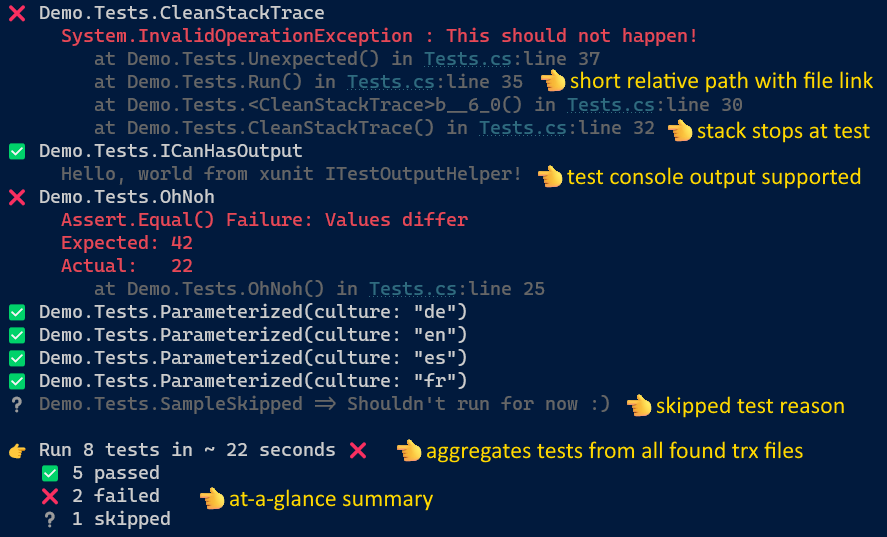 ❌ Demo.Tests.CleanStackTrace
System.InvalidOperationException : This should not happen!
at Demo.Tests.Unexpected() in Tests.cs:line 37
at Demo.Tests.Run() in Tests.cs:line 35 👈 short relative path with file link
at Demo.Tests.<CleanStackTrace>b__6_0() in Tests.cs:line 30
at Demo.Tests.CleanStackTrace() in Tests.cs:line 32 👈 stack stops at test
✅ Demo.Tests.ICanHasOutput
Hello, world from xunit ITestOutputHelper! 👈 test console output supported
❌ Demo.Tests.OhNoh
Assert.Equal() Failure: Values differ
Expected: 42
Actual:   22
at Demo.Tests.OhNoh() in Tests.cs:line 25
✅ Demo.Tests.Parameterized(culture: "de")
✅ Demo.Tests.Parameterized(culture: "en")
✅ Demo.Tests.Parameterized(culture: "es")
✅ Demo.Tests.Parameterized(culture: "fr")
❔ Demo.Tests.SampleSkipped => Shouldn't run for now :) 👈 skipped test reason
👉 Run 8 tests in ~ 22 seconds ❌ 👈 aggregates tests from all found trx files
✅ 5 passed
❌ 2 failed 👈 at-a-glance summary
❔ 1 skipped